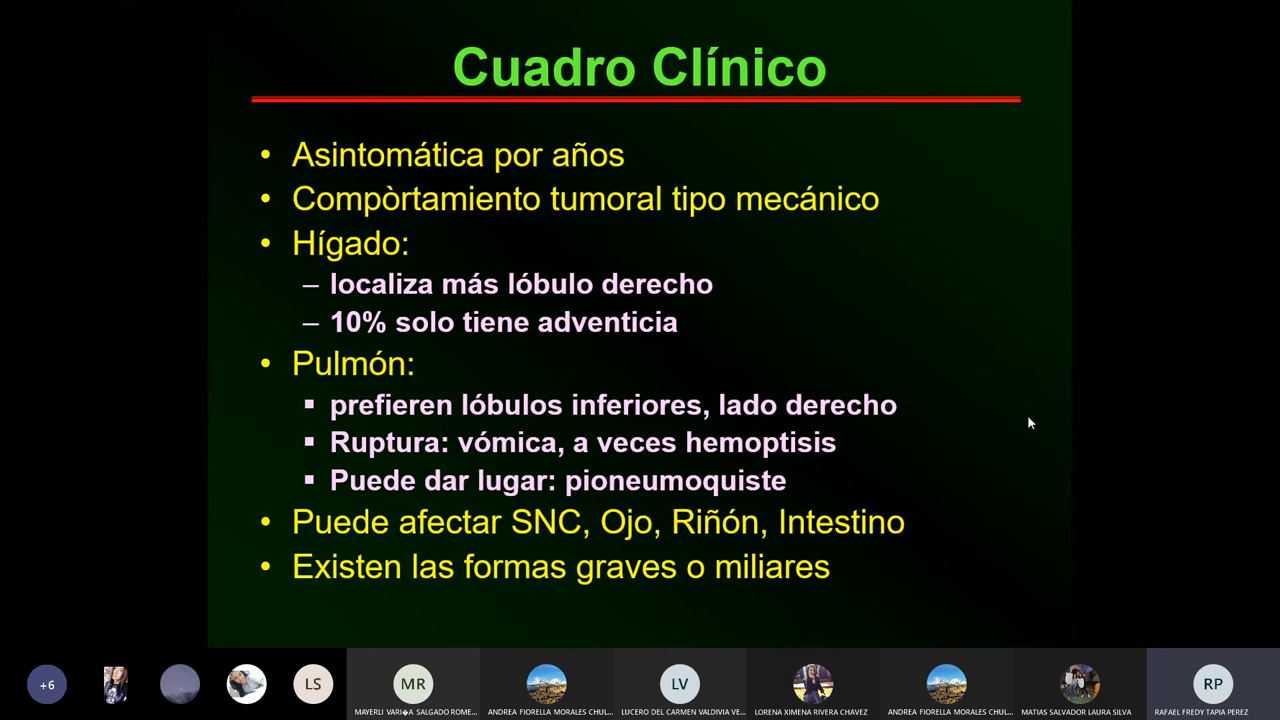 Cuadro Clínico
• Asintomática por años
• Compòrtamiento tumoral tipo mecánico
• Hígado:
– localiza más lóbulo derecho
– 10% solo tiene adventicia
• Pulmón:
▪ prefieren lóbulos inferiores, lado derecho
▪ Ruptura: vómica, a veces hemoptisis
▪ Puede dar lugar: pioneumoquiste
• Puede afectar SNC, Ojo, Riñón, Intestino
• Existen las formas graves o miliares
+6
LS
MR
LV
RP
MAYERLI VARI�A SALGADO ROME...
ANDREA FIORELLA MORALES CHUL...
LUCERO DEL CARMEN VALDIVIA VE...
LORENA XIMENA RIVERA CHAVEZ
ANDREA FIORELLA MORALES CHUL...
MATIAS SALVADOR LAURA SILVA
RAFAEL FREDY TAPIA PEREZ